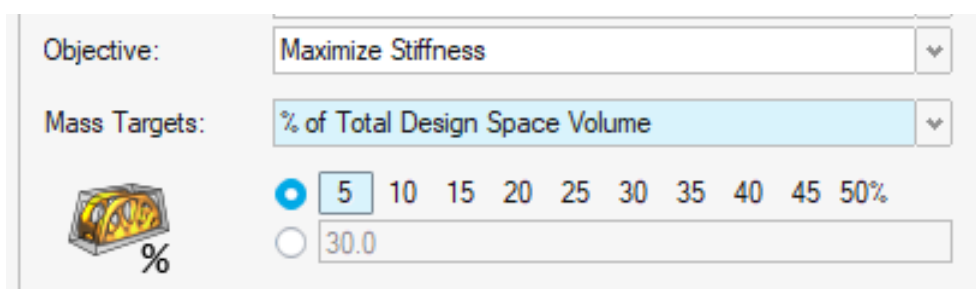 Objective: Maximize Stiffness
Mass Targets: % of Total Design Space Volume
5 10 15 20 25 30 35 40 45 50%
30.0
%